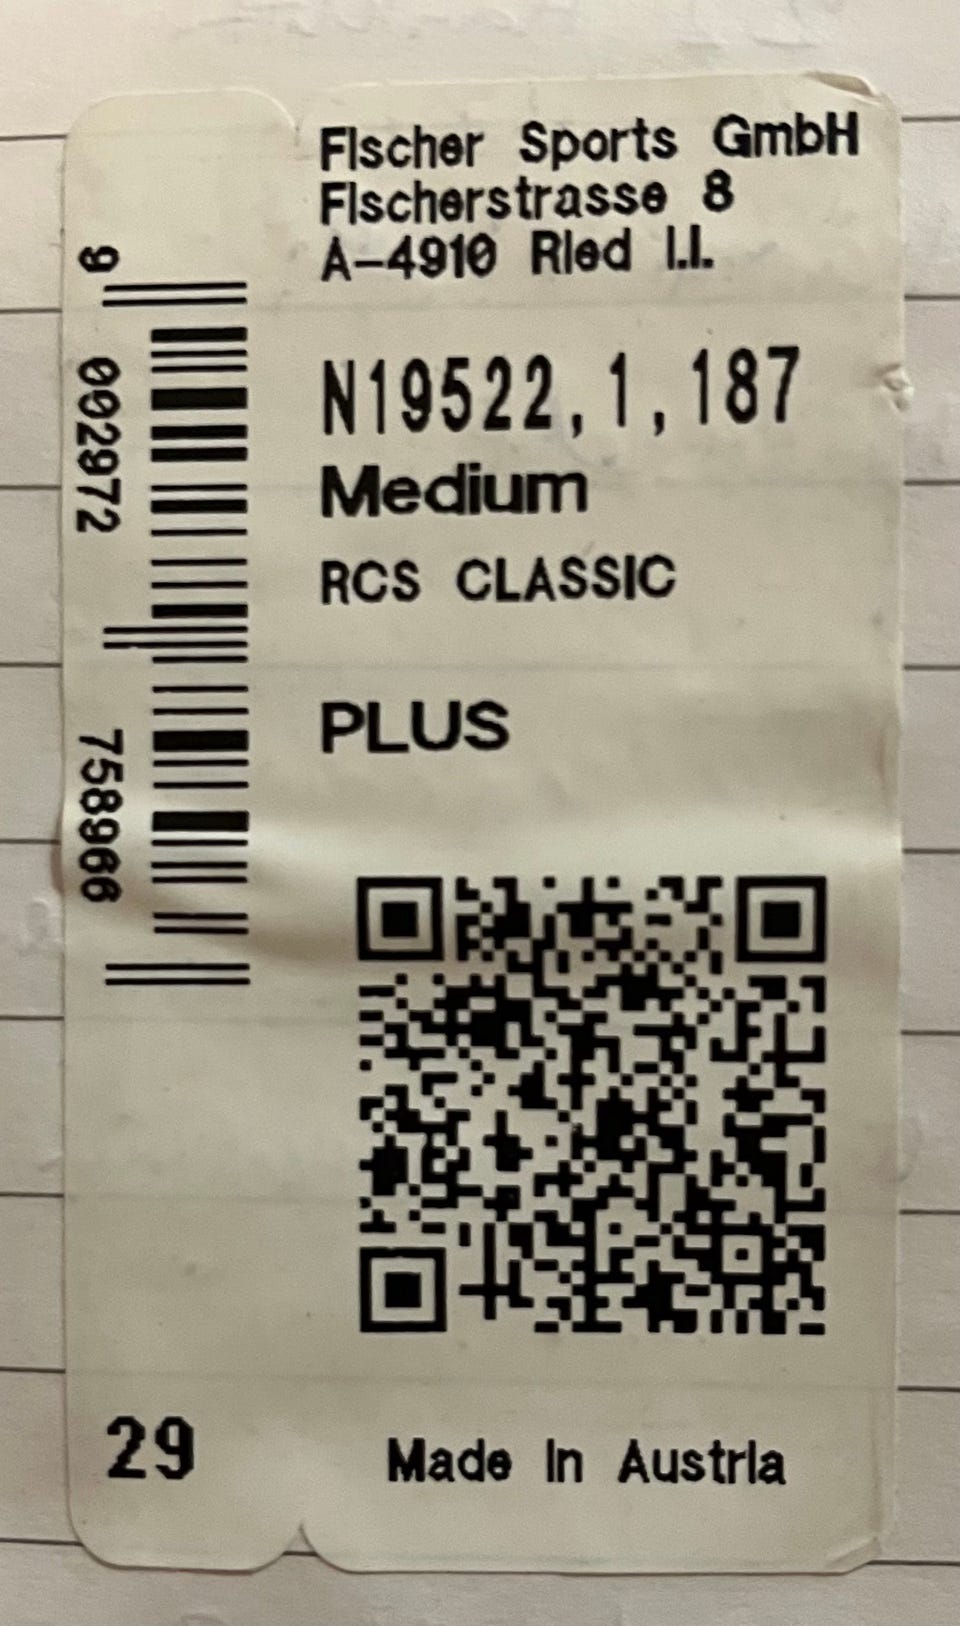 Fischer Sports GmbH
Fischerstrasse 8
A-4910 Ried I.I.
N19522,1,187
Medium
RCS CLASSIC
PLUS
9 002972 758966
29
Made In Austria